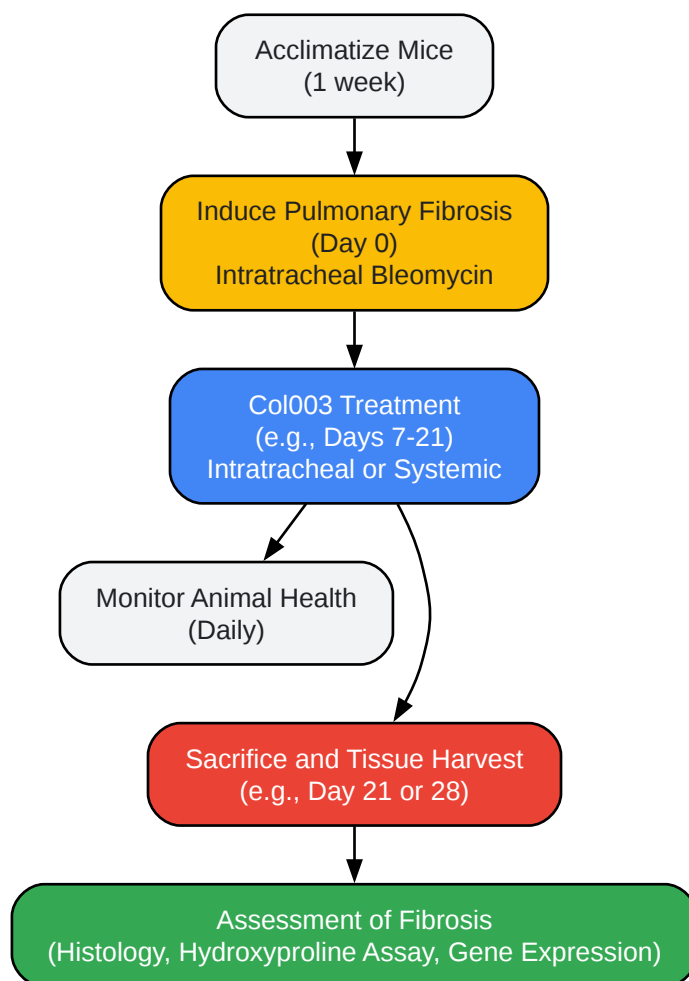 Acclimatize Mice
(1 week)
Induce Pulmonary Fibrosis
(Day 0)
Intratracheal Bleomycin
Col003 Treatment
(e.g., Days 7-21)
Intratracheal or Systemic
Monitor Animal Health
(Daily)
Sacrifice and Tissue Harvest
(e.g., Day 21 or 28)
Assessment of Fibrosis
(Histology, Hydroxyproline Assay, Gene Expression)